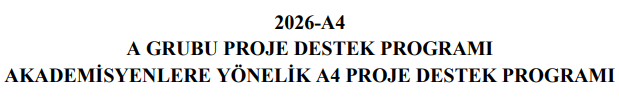 2026-A4
A GRUBU PROJE DESTEK PROGRAMI
AKADEMİSYENLERE YÖNELİK A4 PROJE DESTEK PROGRAMI